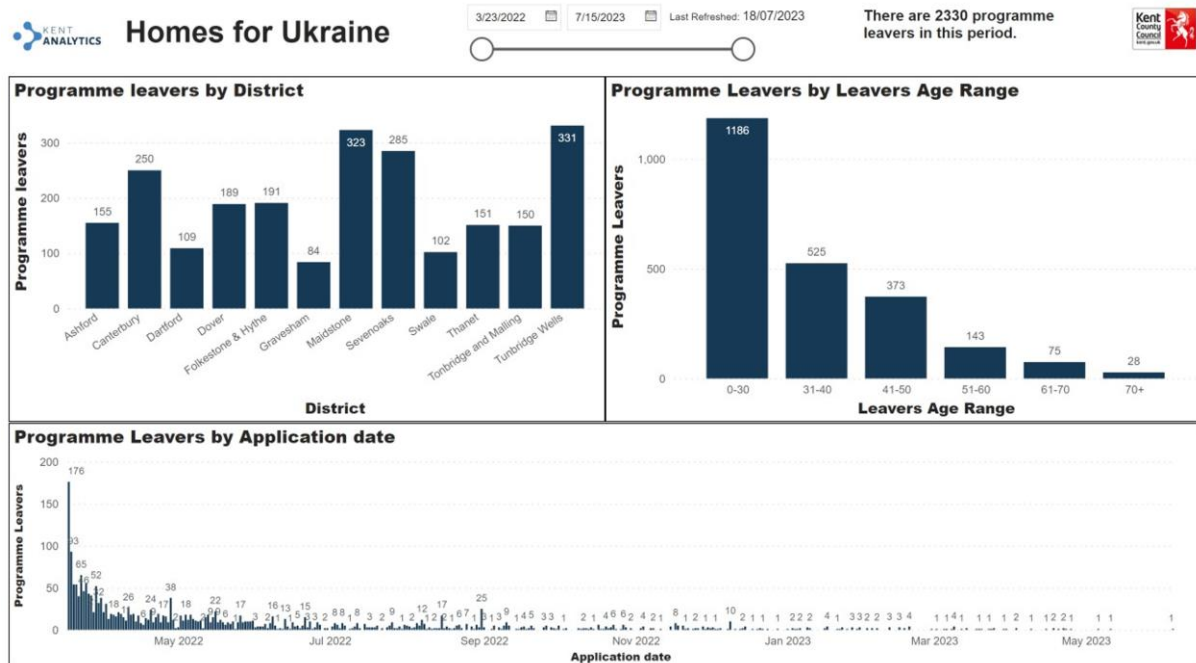 KENT
ANALYTICS
Homes for Ukraine
3/23/2022
7/15/2023
Last Refreshed: 18/07/2023
There are 2330 programme
leavers in this period.
Kent
County
Council
kent.gov.uk
Programme leavers by District
Programme leavers
300
200
100
0
155
250
109
189
191
84
323
285
102
151
150
331
Ashford
Canterbury
Dartford
Dover
Folkestone & Hythe
Gravesham
Maidstone
Sevenoaks
Swale
Thanet
Tonbridge and Malling
Tunbridge Wells
District
Programme Leavers by Leavers Age Range
Programme Leavers
1,000
500
0
1186
525
373
143
75
28
0-30
31-40
41-50
51-60
61-70
70+
Leavers Age Range
Programme Leavers by Application date
Programme Leavers
200
150
100
50
0
176
93
65
52
18
26
24
38
18
22
17
16
13
15
8
9
12
17
25
9
10
May 2022
Jul 2022
Sep 2022
Nov 2022
Jan 2023
Mar 2023
May 2023
Application date